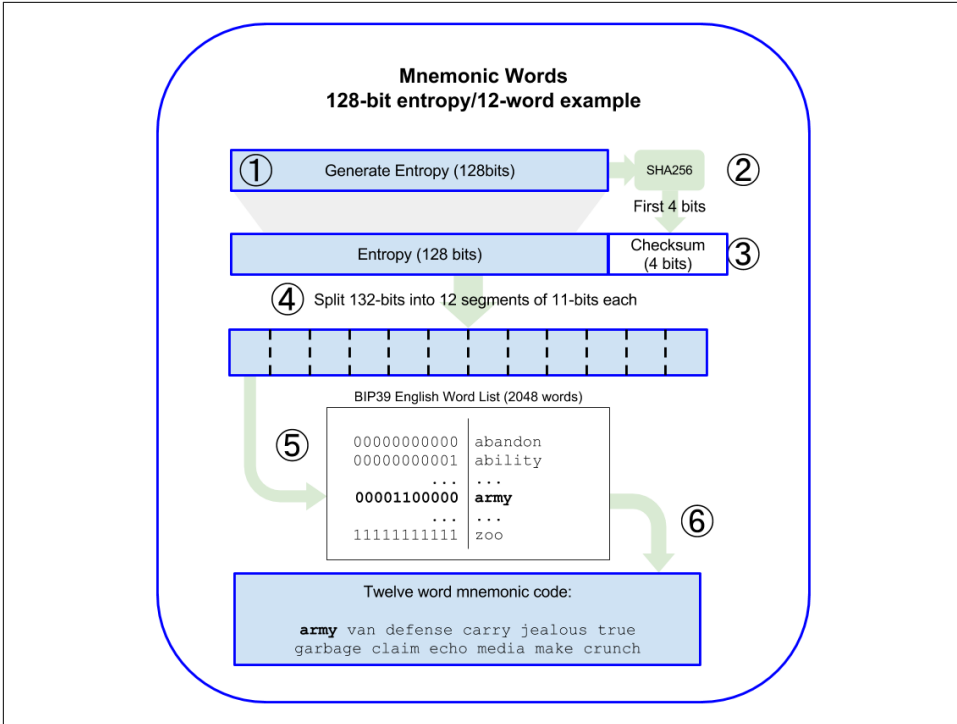 Mnemonic Words
128-bit entropy/12-word example
① Generate Entropy (128bits)
SHA256 ②
First 4 bits
Entropy (128 bits)
Checksum
(4 bits)
③
④ Split 132-bits into 12 segments of 11-bits each
BIP39 English Word List (2048 words)
⑤
00000000000 abandon
00000000001 ability
... ...
00001100000 army
... ...
11111111111 zoo
⑥
Twelve word mnemonic code:
army van defense carry jealous true
garbage claim echo media make crunch